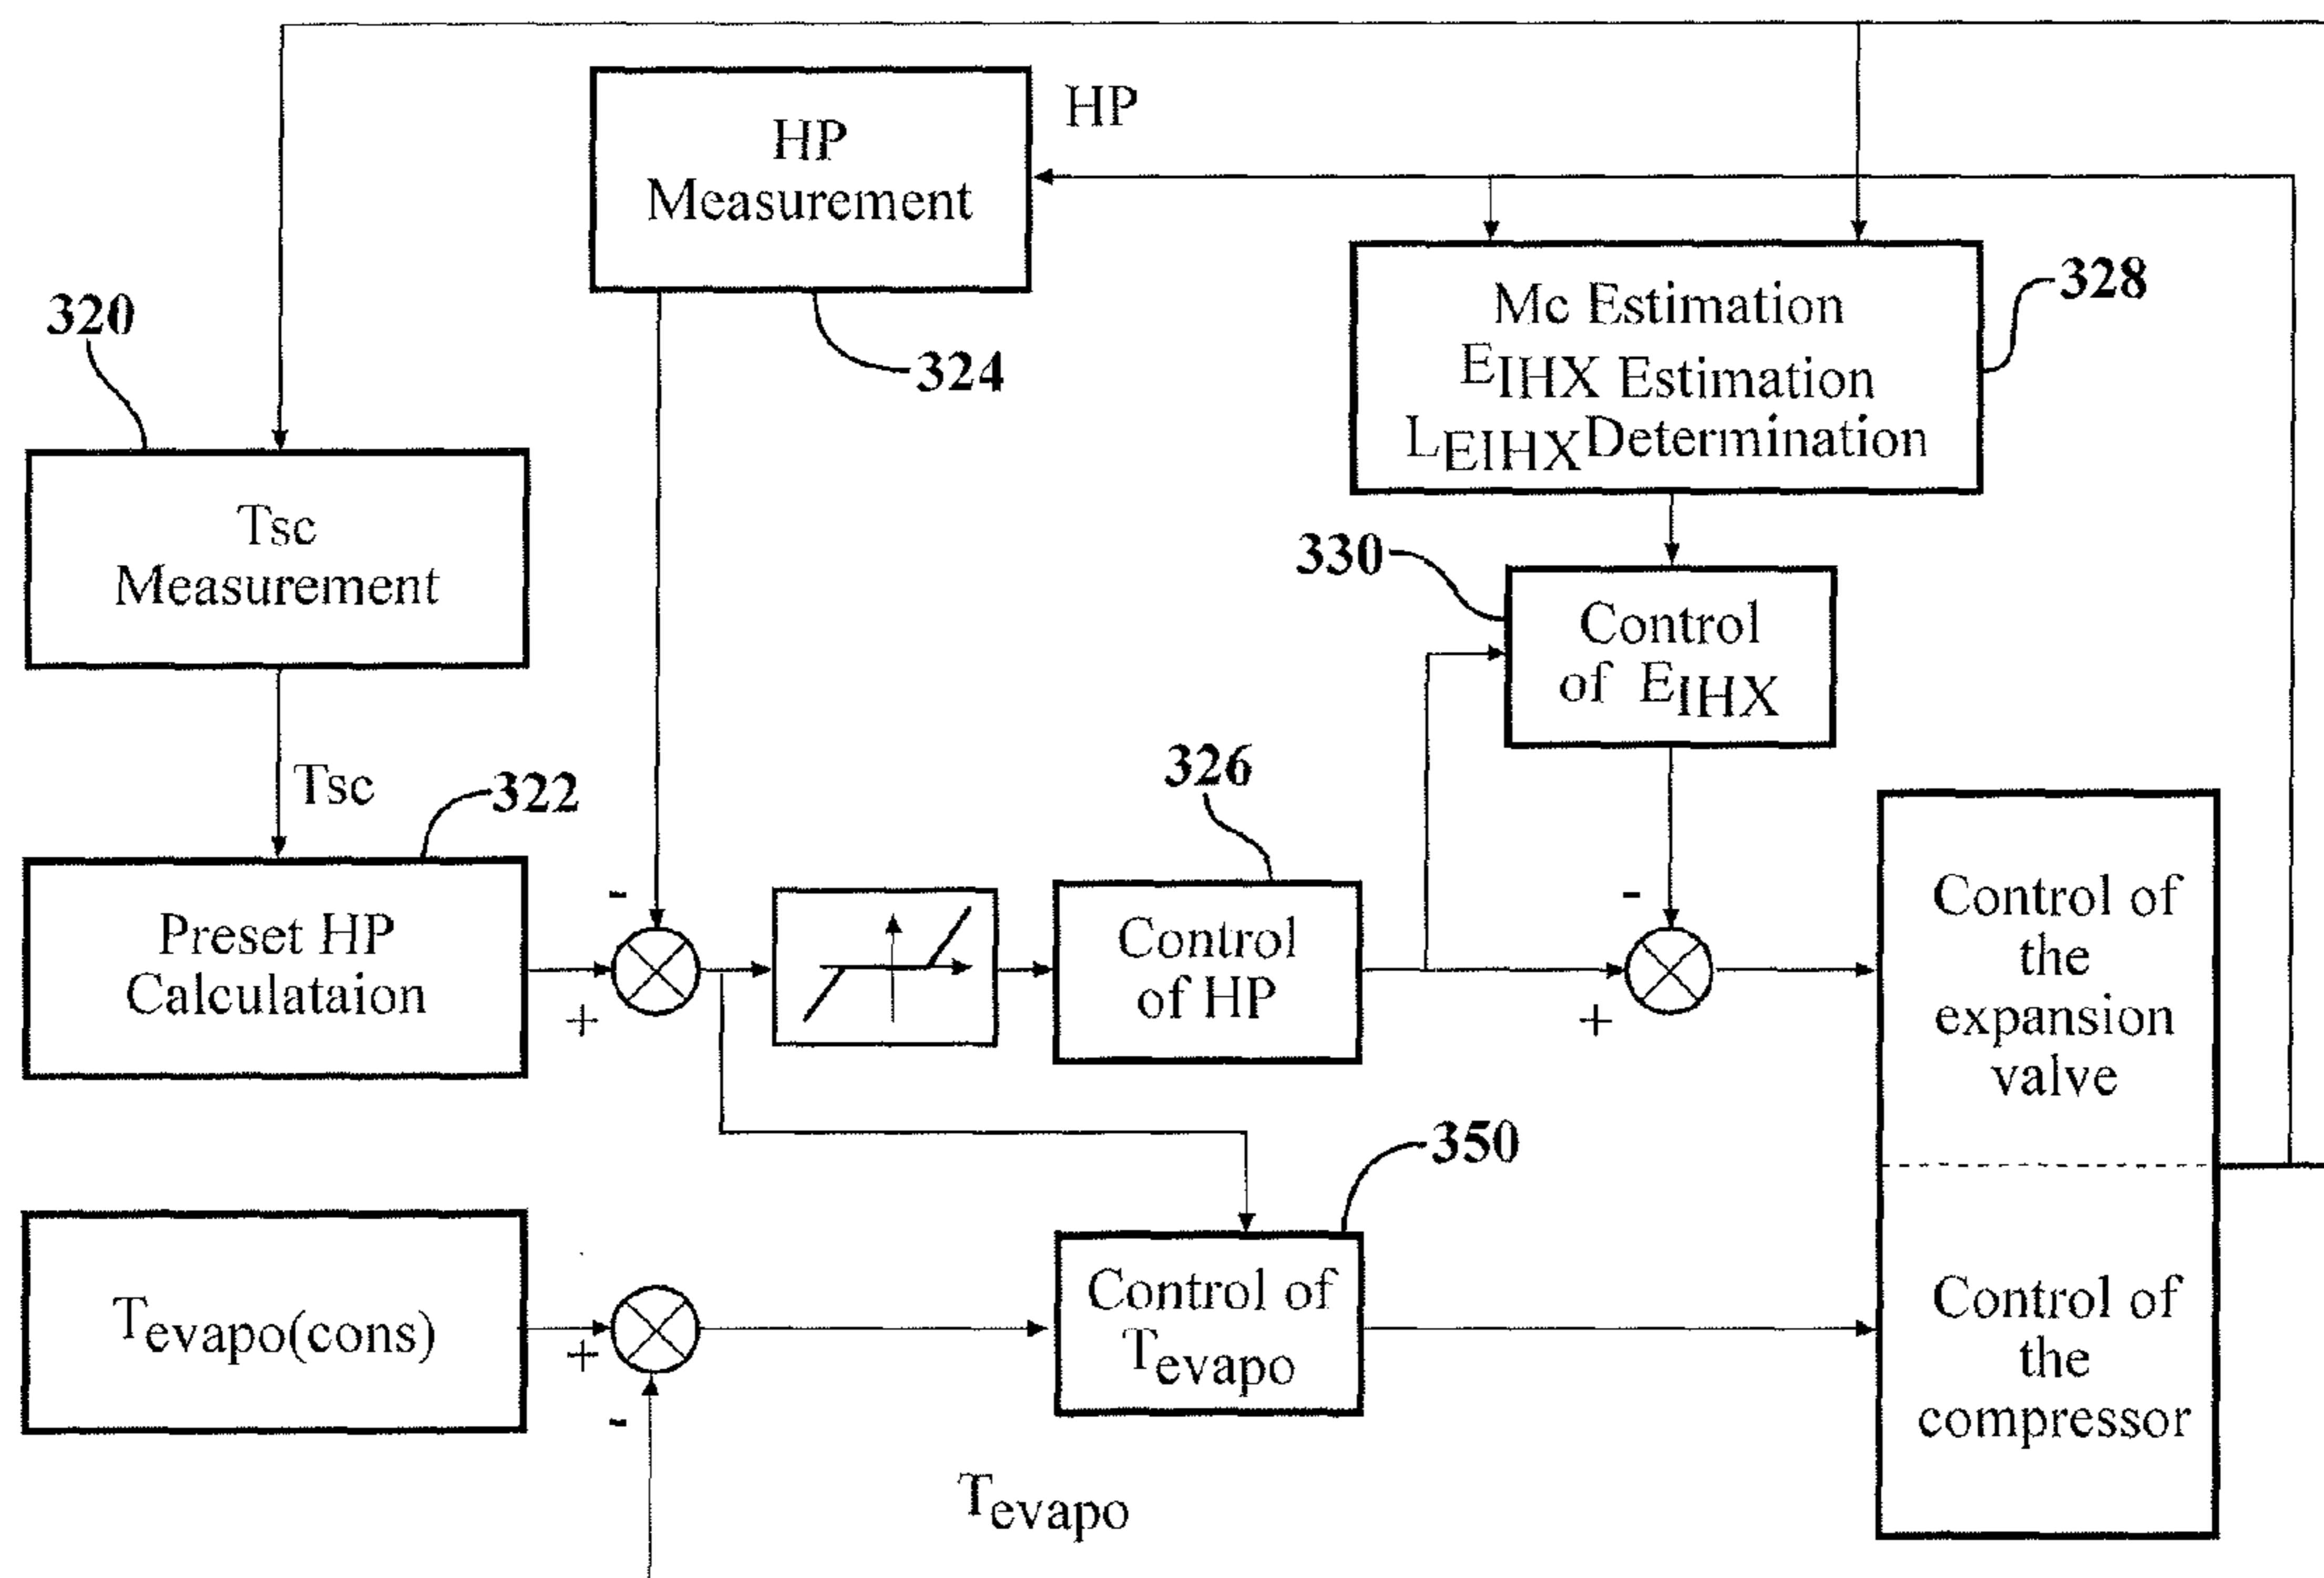 HP
HP
Measurement
324
320
Tsc
Measurement
Mc Estimation
EIHX Estimation
LEIHX Determination
328
330
Control
of EIHX
Tsc
322
Preset HP
Calculataion
-
+
326
Control
of HP
-
+
Control of
the
expansion
valve
350
Tevapo(cons)
+
-
Control of
Tevapo
Control of
the
compressor
Tevapo